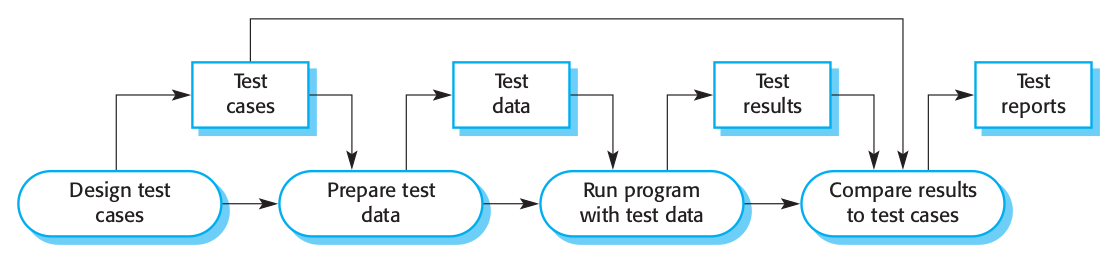 Test
cases
Test
data
Test
results
Test
reports
Design test
cases
Prepare test
data
Run program
with test data
Compare results
to test cases